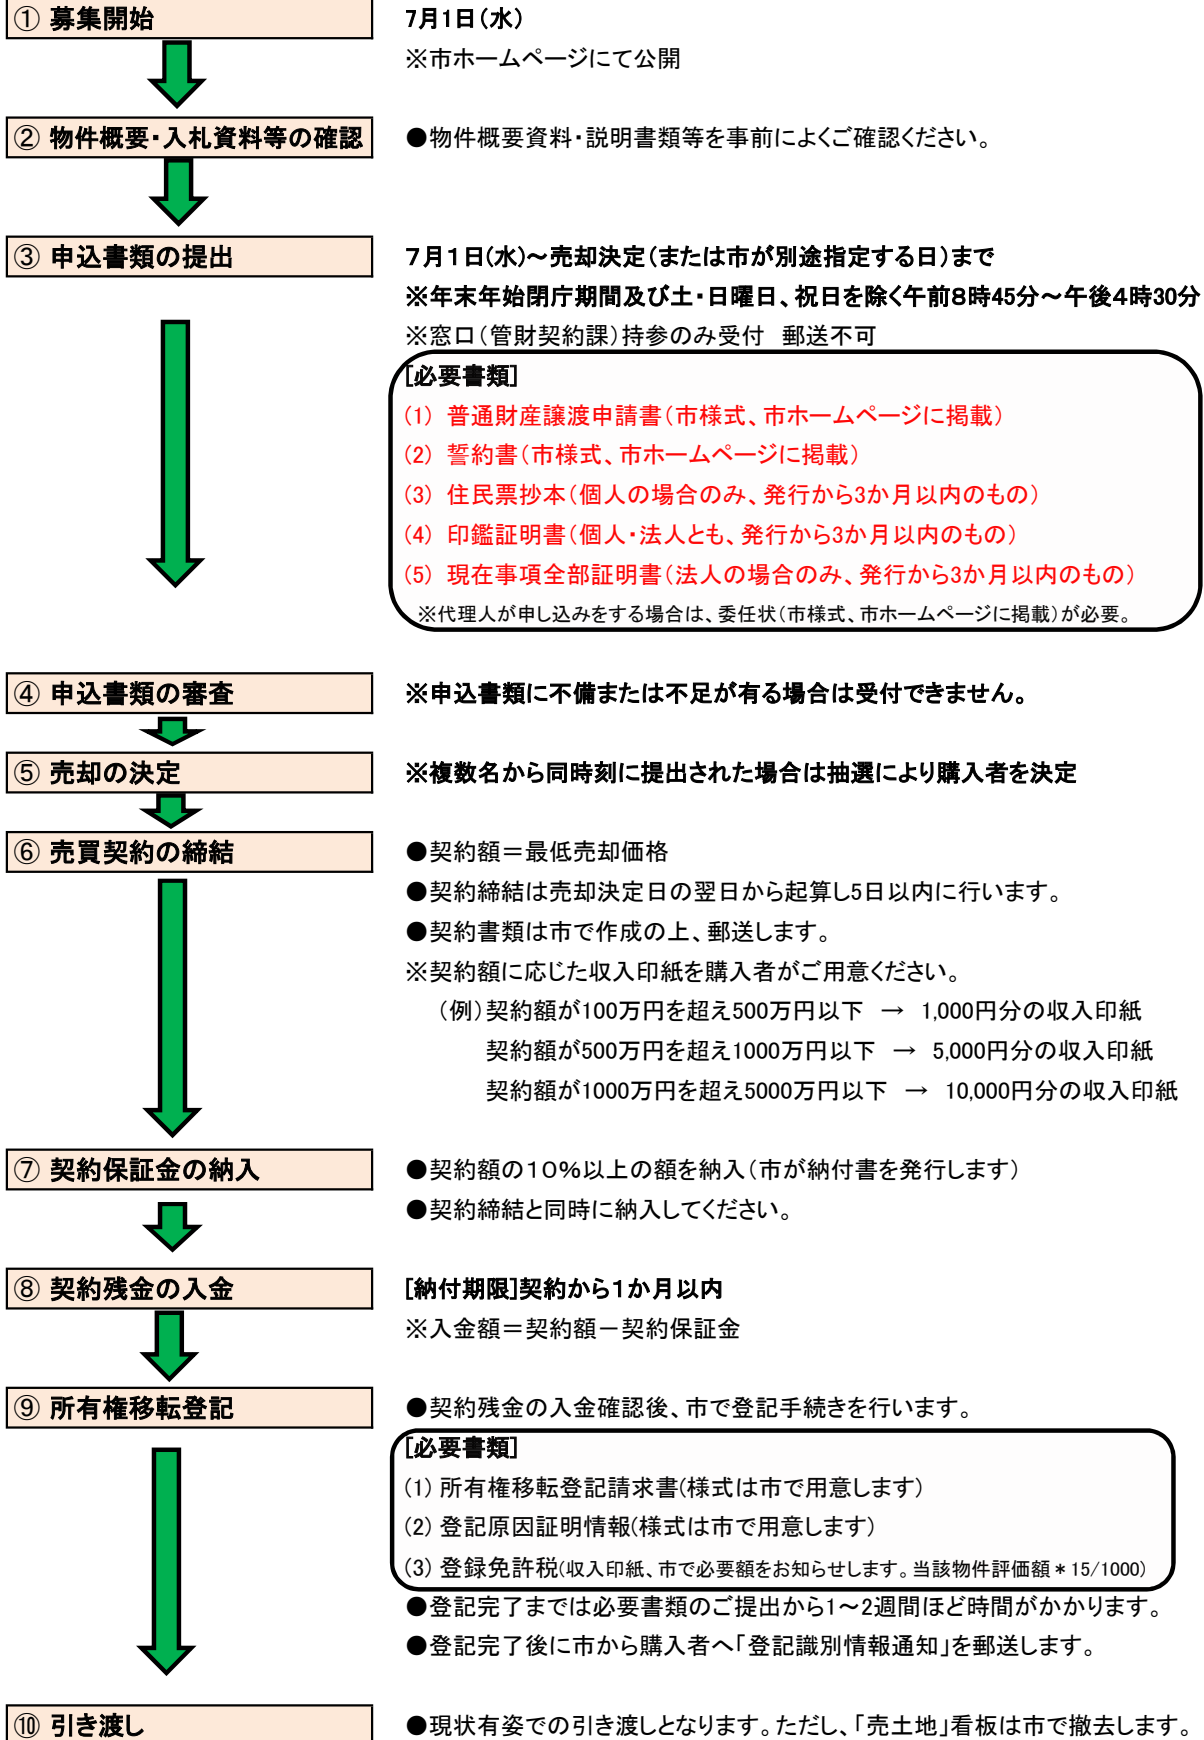 ① 募集開始
7月1日（水）
※市ホームページにて公開
② 物件概要・入札資料等の確認
●物件概要資料・説明書類等を事前によくご確認ください。
③ 申込書類の提出
7月1日(水)～売却決定（または市が別途指定する日）まで
※年末年始閉庁期間及び土・日曜日、祝日を除く午前8時45分～午後4時30分
※窓口（管財契約課）持参のみ受付　郵送不可
[必要書類]
(1) 普通財産譲渡申請書（市様式、市ホームページに掲載）
(2) 誓約書（市様式、市ホームページに掲載）
(3) 住民票抄本（個人の場合のみ、発行から3か月以内のもの）
(4) 印鑑証明書（個人・法人とも、発行から3か月以内のもの）
(5) 現在事項全部証明書（法人の場合のみ、発行から3か月以内のもの）
※代理人が申し込みをする場合は、委任状（市様式、市ホームページに掲載）が必要。
④ 申込書類の審査
※申込書類に不備または不足が有る場合は受付できません。
⑤ 売却の決定
※複数名から同時刻に提出された場合は抽選により購入者を決定
⑥ 売買契約の締結
●契約額＝最低売却価格
●契約締結は売却決定日の翌日から起算し5日以内に行います。
●契約書類は市で作成の上、郵送します。
※契約額に応じた収入印紙を購入者がご用意ください。
（例）契約額が100万円を超え500万円以下　→　1,000円分の収入印紙
契約額が500万円を超え1000万円以下　→　5,000円分の収入印紙
契約額が1000万円を超え5000万円以下　→　10,000円分の収入印紙
⑦ 契約保証金の納入
●契約額の10％以上の額を納入（市が納付書を発行します）
●契約締結と同時に納入してください。
⑧ 契約残金の入金
[納付期限]契約から1か月以内
※入金額＝契約額－契約保証金
⑨ 所有権移転登記
●契約残金の入金確認後、市で登記手続きを行います。
[必要書類]
(1) 所有権移転登記請求書(様式は市で用意します）
(2) 登記原因証明情報(様式は市で用意します）
(3) 登録免許税(収入印紙、市で必要額をお知らせします。当該物件評価額＊15/1000)
●登記完了までは必要書類のご提出から1～2週間ほど時間がかかります。
●登記完了後に市から購入者へ「登記識別情報通知」を郵送します。
⑩ 引き渡し
●現状有姿での引き渡しとなります。ただし、「売土地」看板は市で撤去します。